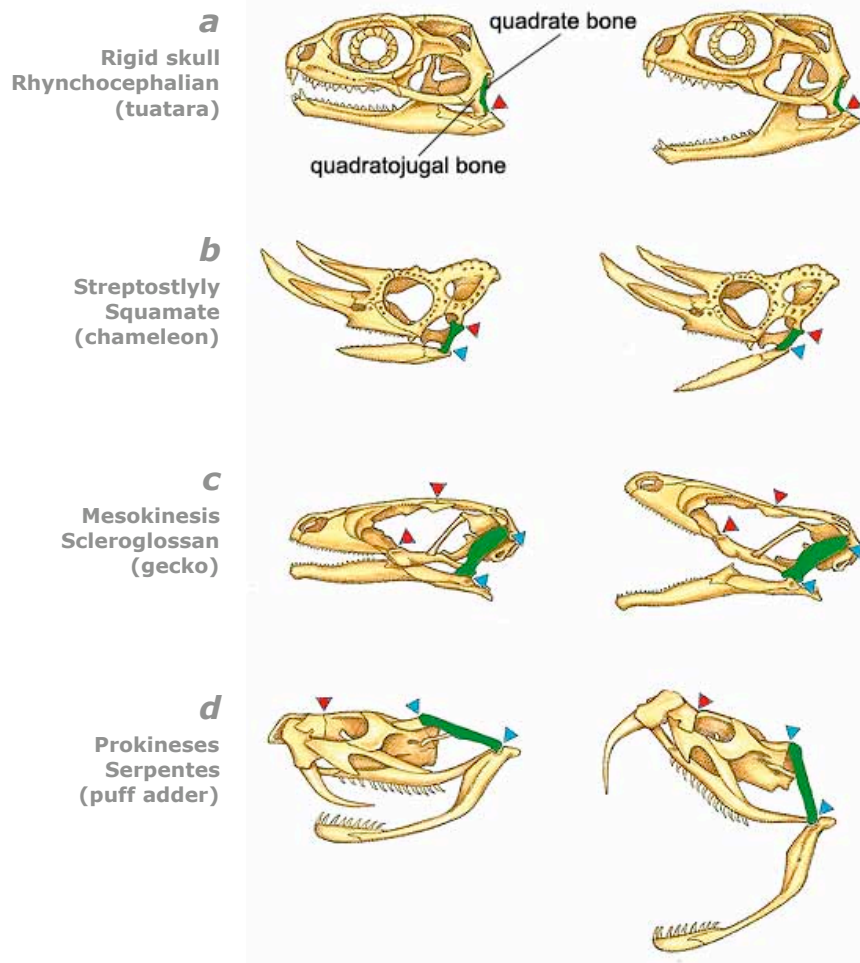 a
Rigid skull
Rhynchocephalian
(tuatara)
quadrate bone
quadratojugal bone
b
Streptostlyly
Squamate
(chameleon)
c
Mesokinesis
Scleroglossan
(gecko)
d
Prokineses
Serpentes
(puff adder)